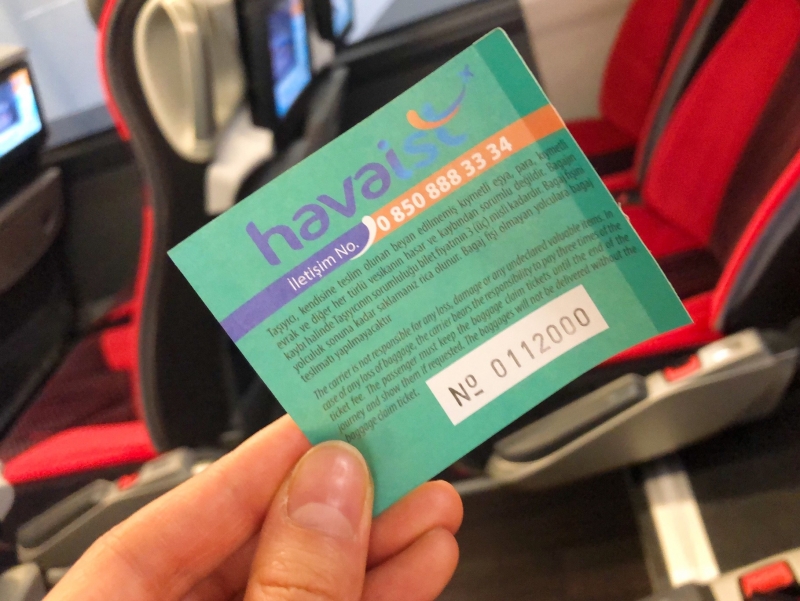 havaist
İletişim No. 0 850 888 33 34
Taşıyıcı, kendisine teslim olunan beyan edilmemiş kıymetli eşya, para, kıymetli
evrak ve diğer her türlü vesikanın hasar ve kaybından sorumlu değildir. Bagajın
kaybı halinde taşıyıcının sorumluluğu bilet fiyatının 3 (üç) misli kadardır. Bagaj fişini
yolculuk sonuna kadar saklamanız rica olunur. Bagaj fişi olmayan yolculara bagaj
teslimatı yapılmayacaktır.
The carrier is not responsible for any loss, damage or any undeclared valuable items, in
case of any loss of baggage, the carrier bears the responsibility to pay three times of the
ticket fee. The passenger must keep the baggage claim tickets until the end of the
journey and show them if requested. The baggages will not be delivered without the
baggage claim ticket.
Nº 0112000